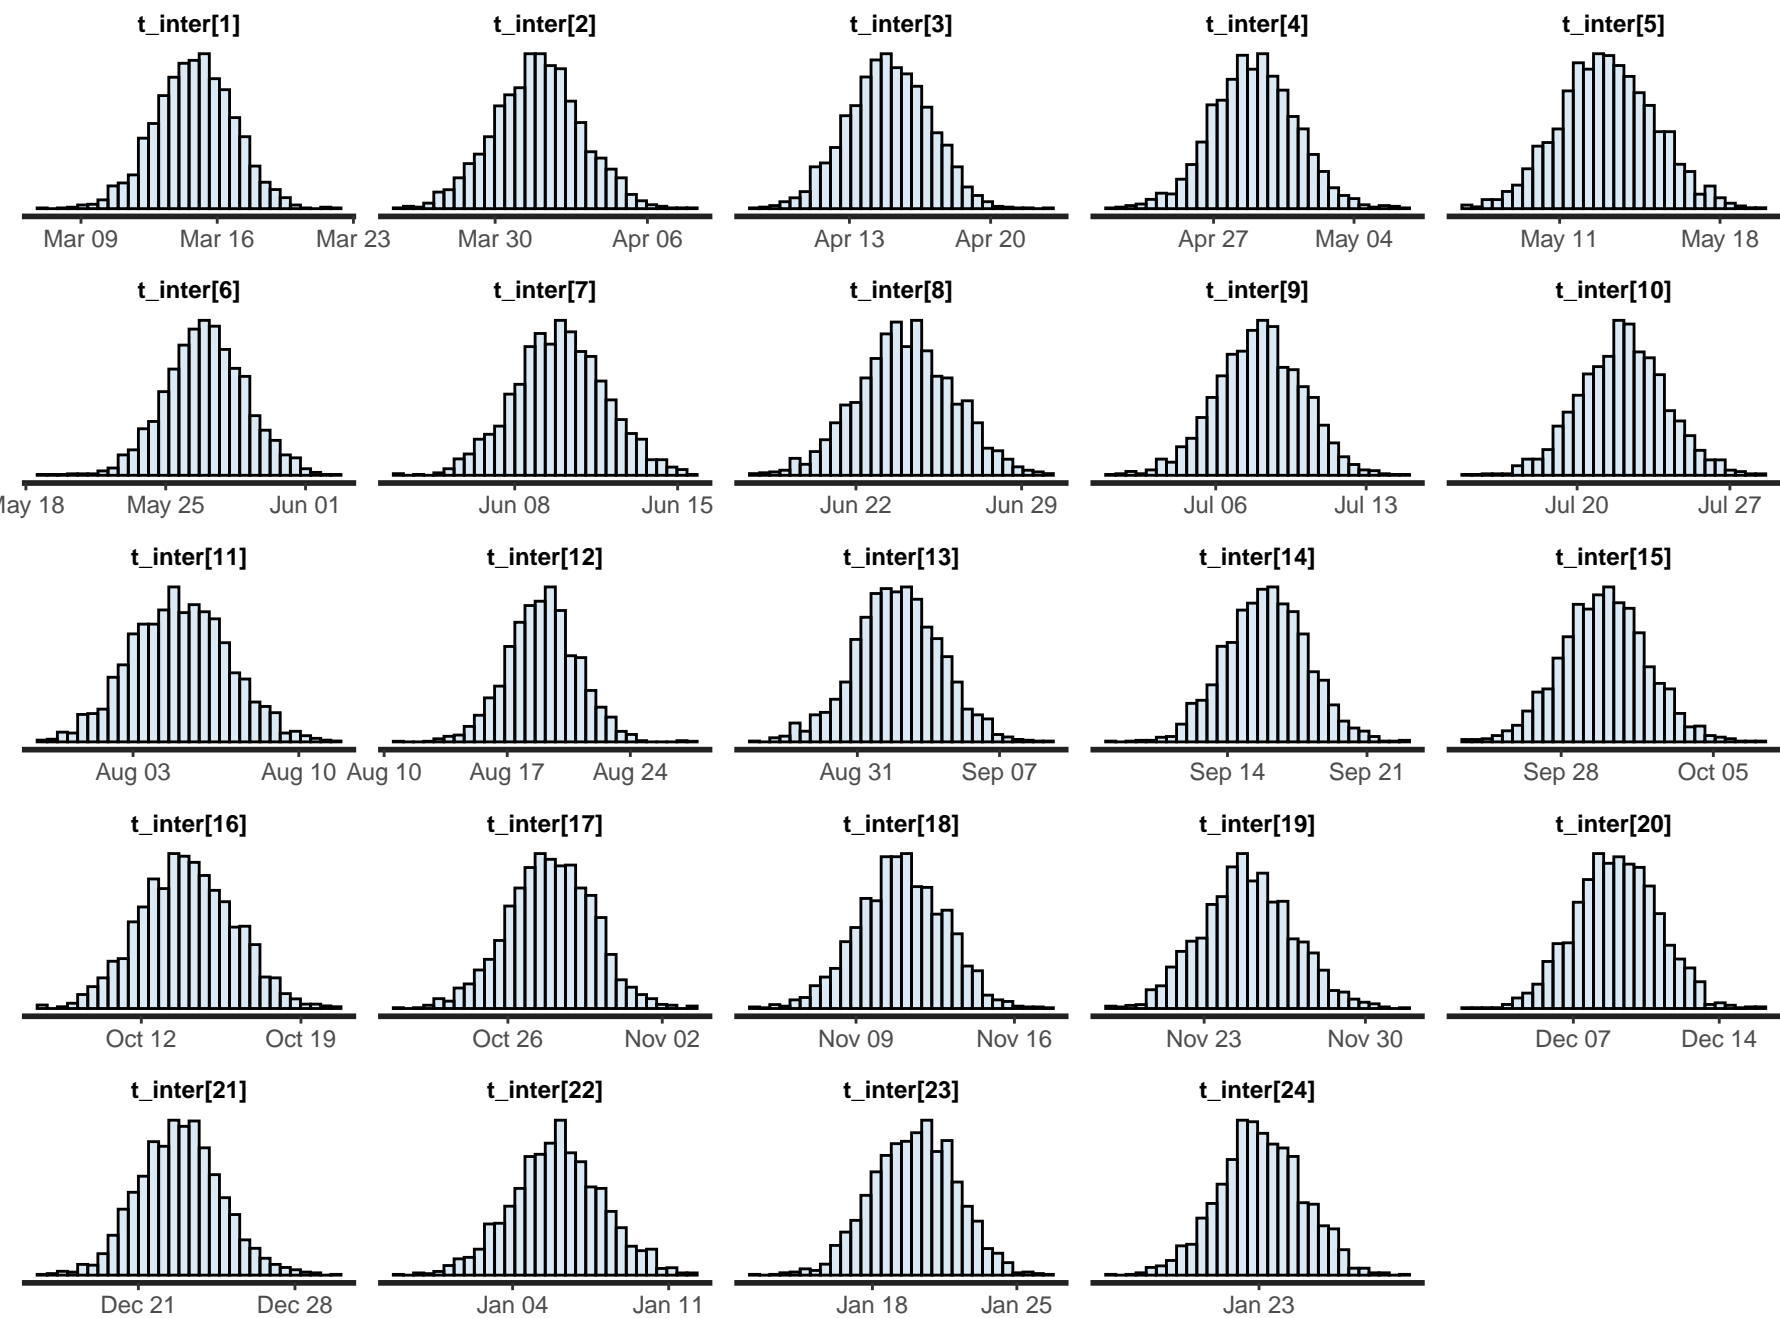 t_inter[1] t_inter[2] t_inter[3] t_inter[4] t_inter[5]
Mar 09 Mar 16 Mar 23 Mar 30 Apr 06 Apr 13 Apr 20 Apr 27 May 04 May 11 May 18
t_inter[6] t_inter[7] t_inter[8] t_inter[9] t_inter[10]
May 18 May 25 Jun 01 Jun 08 Jun 15 Jun 22 Jun 29 Jul 06 Jul 13 Jul 20 Jul 27
t_inter[11] t_inter[12] t_inter[13] t_inter[14] t_inter[15]
Aug 03 Aug 10 Aug 10 Aug 17 Aug 24 Aug 31 Sep 07 Sep 14 Sep 21 Sep 28 Oct 05
t_inter[16] t_inter[17] t_inter[18] t_inter[19] t_inter[20]
Oct 12 Oct 19 Oct 26 Nov 02 Nov 09 Nov 16 Nov 23 Nov 30 Dec 07 Dec 14
t_inter[21] t_inter[22] t_inter[23] t_inter[24]
Dec 21 Dec 28 Jan 04 Jan 11 Jan 18 Jan 25 Jan 23